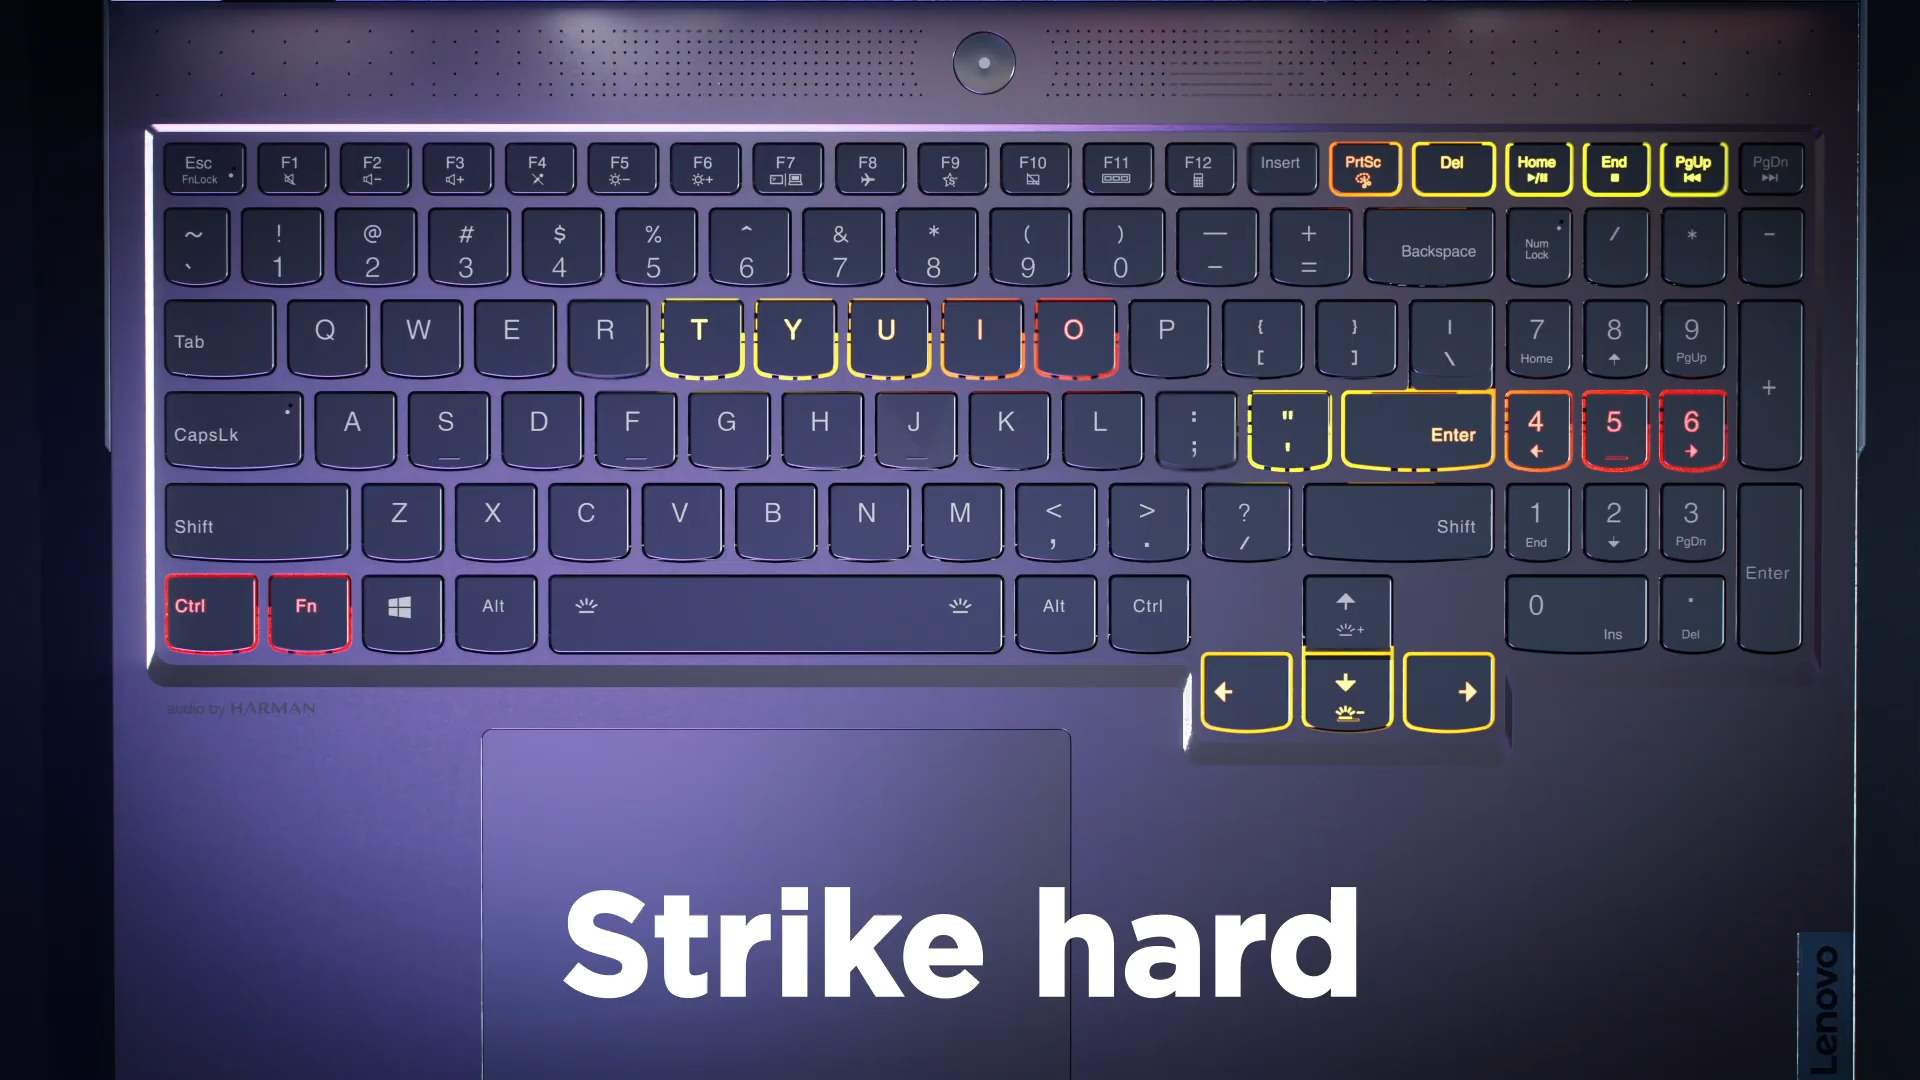 Esc F1 F2 F3 F4 F5 F6 F7 F8 F9 F10 F11 F12 Insert PrtSc Del Home End PgUp PgDn
FnLock
~ ! @ # $ % ^ & * ( ) — + Backspace Num / * -
` 1 2 3 4 5 6 7 8 9 0 - = Lock
Tab Q W E R T Y U I O P { } | 7 8 9 +
[ ] \ Home PgUp
CapsLk A S D F G H J K L : " Enter 4 5 6
; '
Shift Z X C V B N M < > ? Shift 1 2 3 Enter
, . / End PgDn
Ctrl Fn Alt Alt Ctrl 0 .
Ins Del
audio by HARMAN
Strike hard
Lenovo